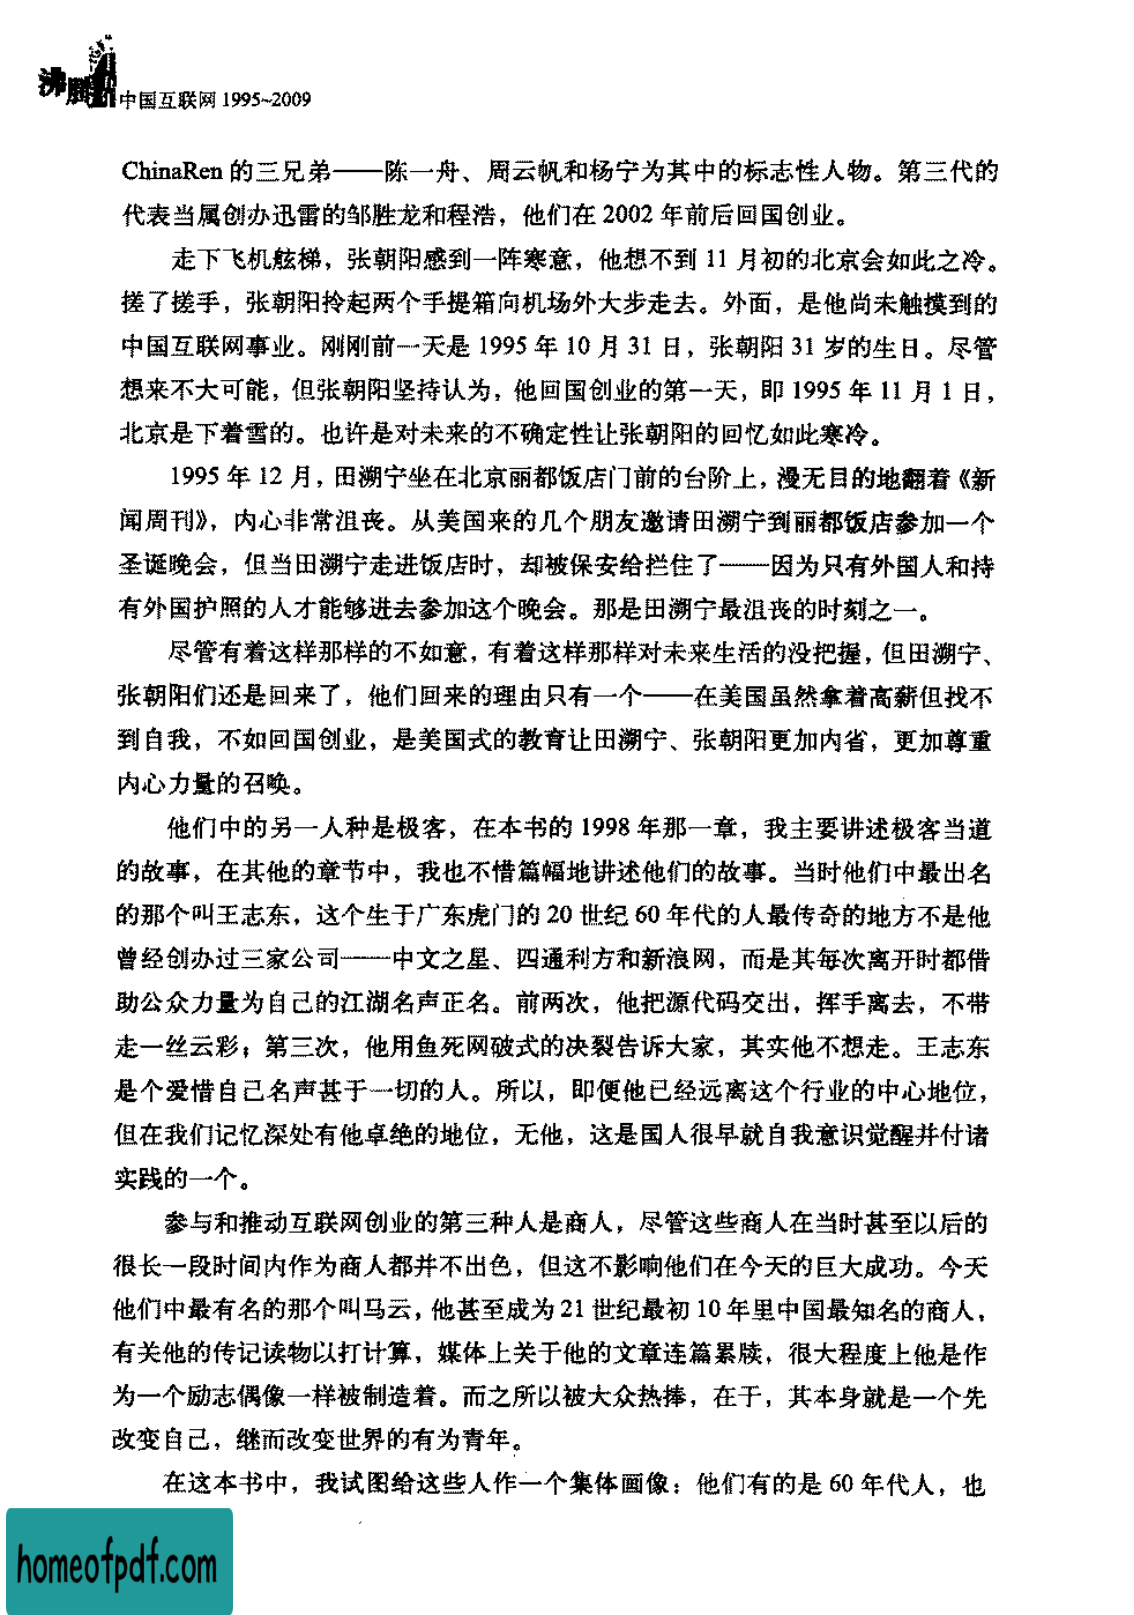 沸腾
中国互联网 1995~2009
ChinaRen 的三兄弟——陈一舟、周云帆和杨宁为其中的标志性人物。第三代的
代表当属创办迅雷的邹胜龙和程浩，他们在 2002 年前后回国创业。
走下飞机舷梯，张朝阳感到一阵寒意，他想不到 11 月初的北京会如此之冷。
搓了搓手，张朝阳拎起两个手提箱向机场外大步走去。外面，是他尚未触摸到的
中国互联网事业。刚刚前一天是 1995 年 10 月 31 日，张朝阳 31 岁的生日。尽管
想来不大可能，但张朝阳坚持认为，他回国创业的第一天，即 1995 年 11 月 1 日，
北京是下着雪的。也许是对未来的不确定性让张朝阳的回忆如此寒冷。
1995 年 12 月，田溯宁坐在北京丽都饭店门前的台阶上，漫无目的地翻着《新
闻周刊》，内心非常沮丧。从美国来的几个朋友邀请田溯宁到丽都饭店参加一个
圣诞晚会，但当田溯宁走进饭店时，却被保安给拦住了——因为只有外国人和持
有外国护照的人才能够进去参加这个晚会。那是田溯宁最沮丧的时刻之一。
尽管有着这样那样的不如意，有着这样那样对未来生活的没把握，但田溯宁、
张朝阳们还是回来了，他们回来的理由只有一个——在美国虽然拿着高薪但找不
到自我，不如回国创业，是美国式的教育让田溯宁、张朝阳更加内省，更加尊重
内心力量的召唤。
他们中的另一人种是极客，在本书的 1998 年那一章，我主要讲述极客当道
的故事，在其他的章节中，我也不惜篇幅地讲述他们的故事。当时他们中最出名
的那个叫王志东，这个生于广东虎门的 20 世纪 60 年代的人最传奇的地方不是他
曾经创办过三家公司——中文之星、四通利方和新浪网，而是其每次离开时都借
助公众力量为自己的江湖名声正名。前两次，他把源代码交出，挥手离去，不带
走一丝云彩；第三次，他用鱼死网破式的决裂告诉大家，其实他不想走。王志东
是个爱惜自己名声甚于一切的人。所以，即便他已经远离这个行业的中心地位，
但在我们记忆深处有他卓绝的地位，无他，这是国人很早就自我意识觉醒并付诸
实践的一个。
参与和推动互联网创业的第三种人是商人，尽管这些商人在当时甚至以后的
很长一段时间内作为商人都并不出色，但这不影响他们在今天的巨大成功。今天
他们中最有名的那个叫马云，他甚至成为 21 世纪最初 10 年里中国最知名的商人，
有关他的传记读物以打计算，媒体上关于他的文章连篇累牍，很大程度上他是作
为一个励志偶像一样被制造着。而之所以被大众热捧，在于，其本身就是一个先
改变自己，继而改变世界的有为青年。
在这本书中，我试图给这些人作一个集体画像：他们有的是 60 年代人，也
homeofpdf.com